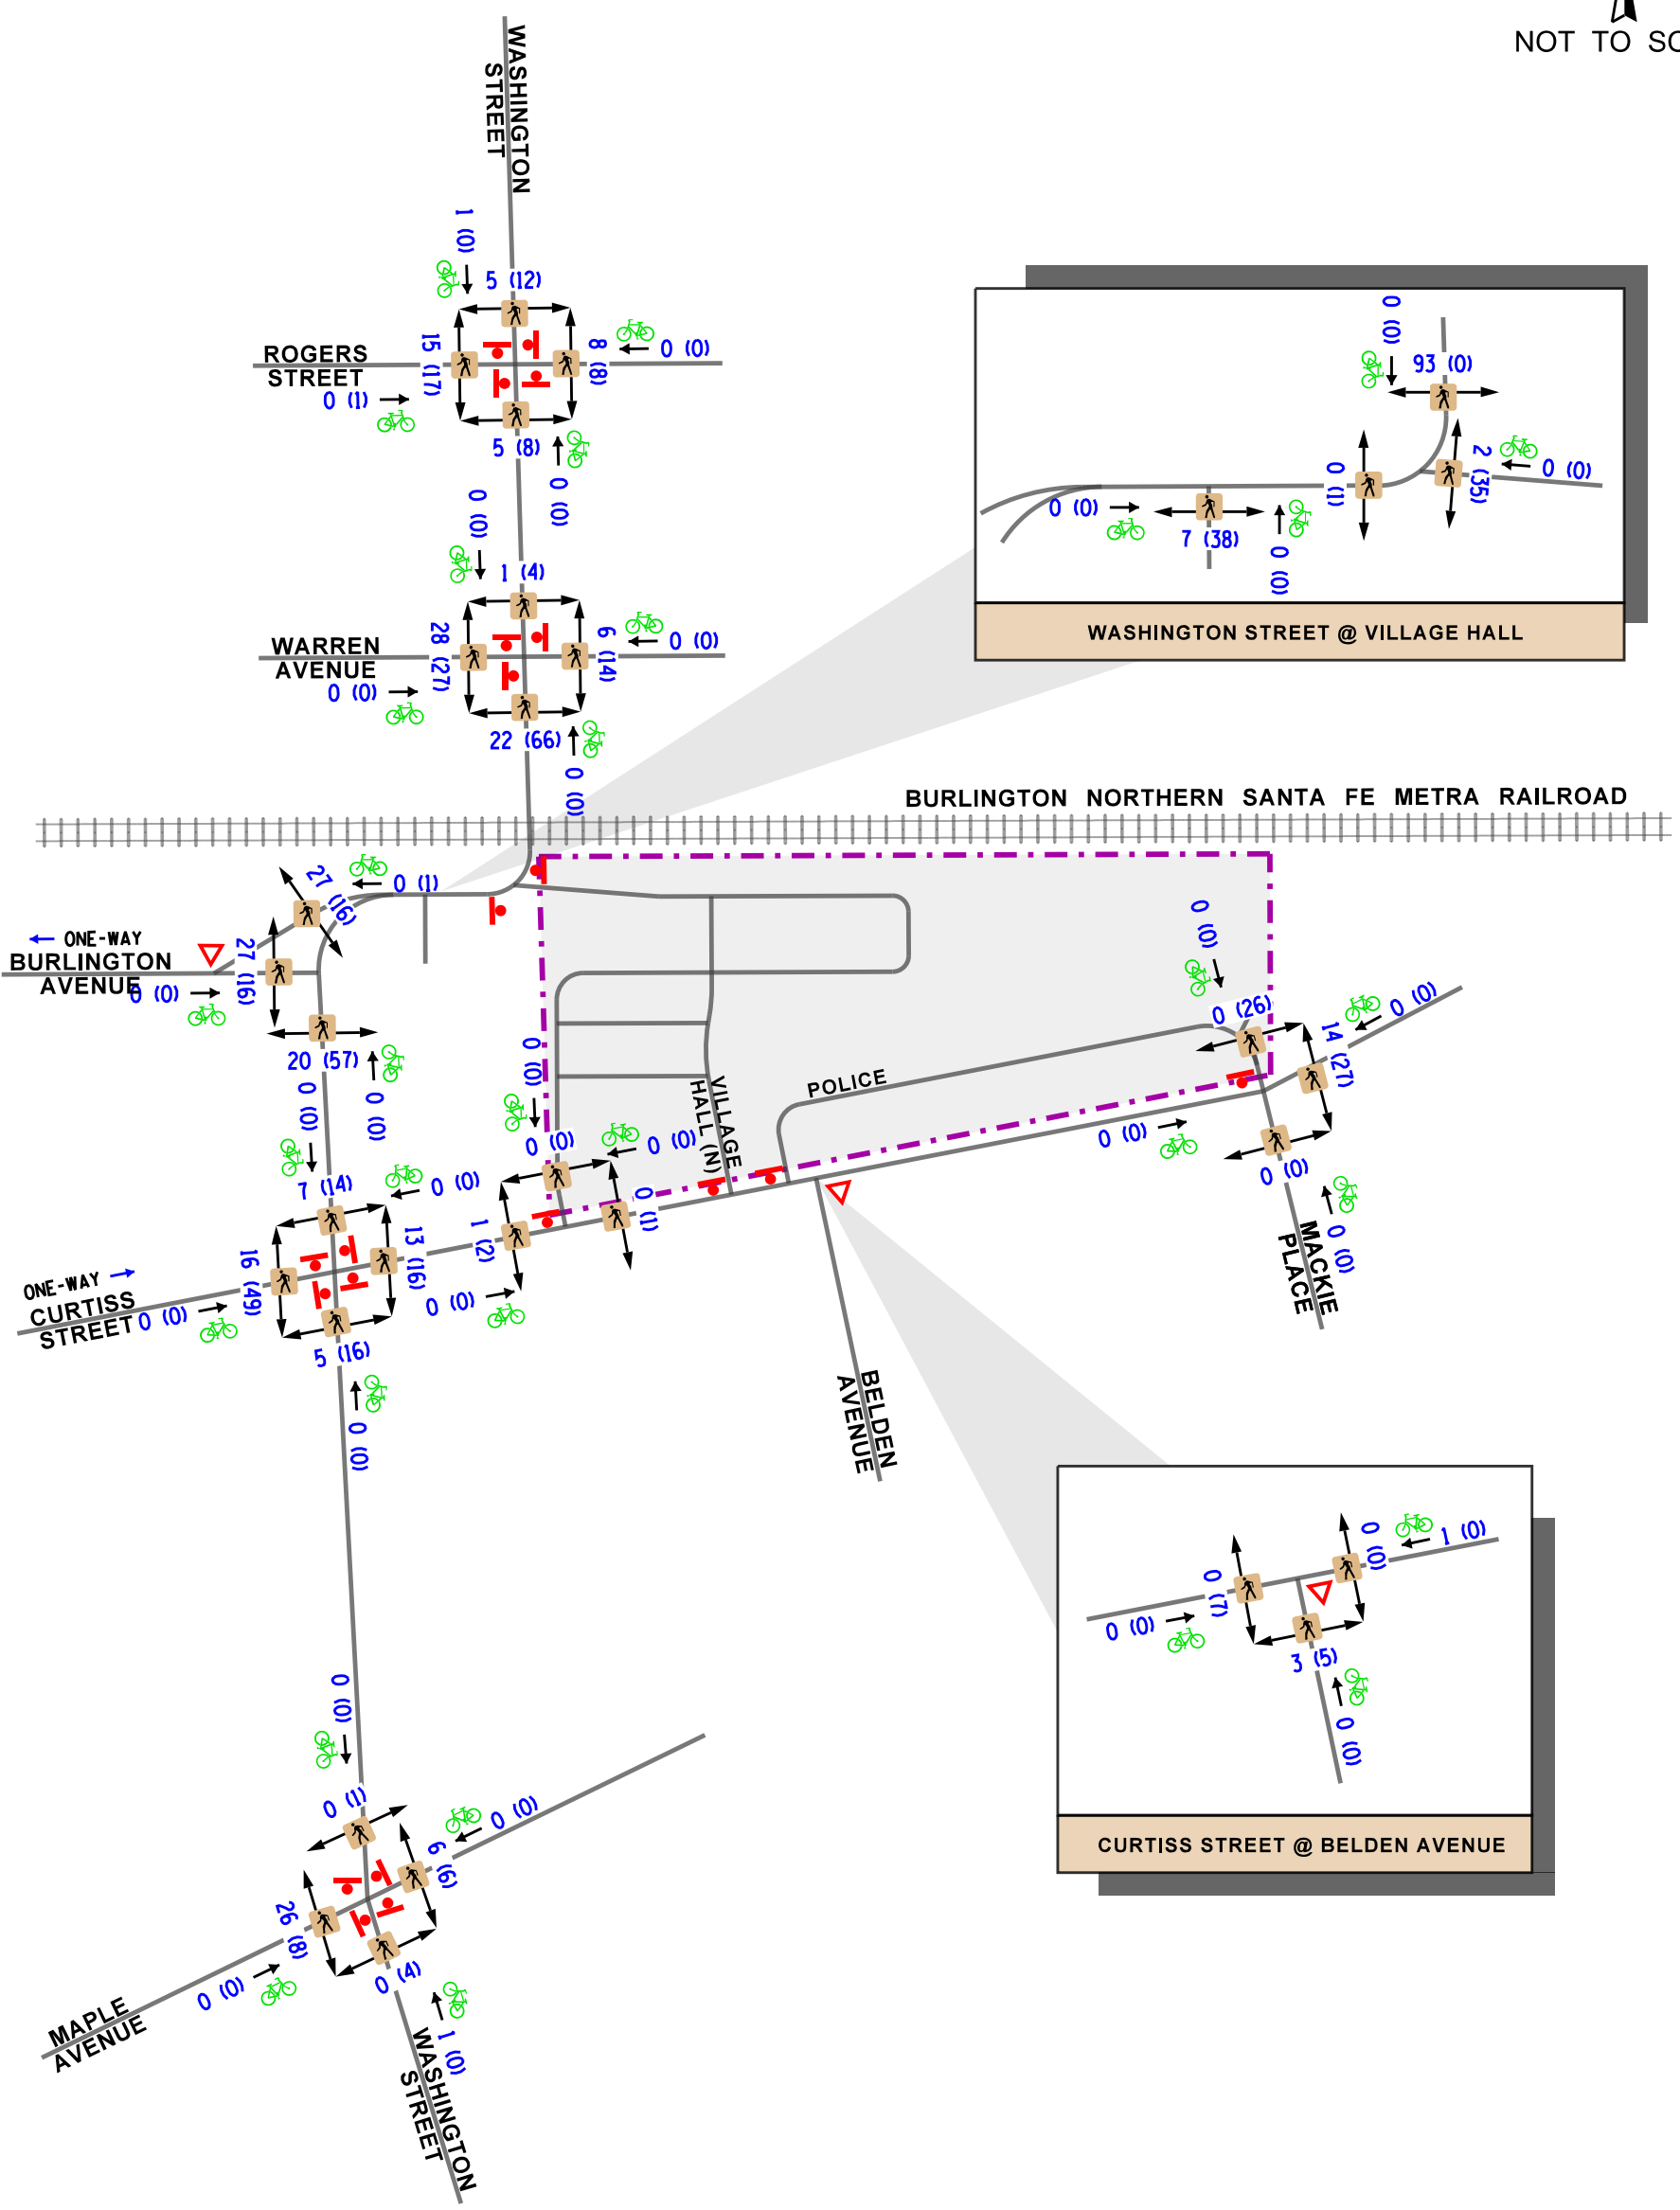 NOT TO SC
WASHINGTON
STREET
1 (0)
5 (12)
ROGERS
STREET
15 (17)
8 (8)
0 (0)
0 (1)
5 (8)
0 (0)
0 (0)
1 (4)
WARREN
AVENUE
28 (27)
6 (14)
0 (0)
0 (0)
22 (66)
0 (0)
0 (0)
93 (0)
0 (1)
2 (35)
0 (0)
0 (0)
7 (38)
0 (0)
WASHINGTON STREET @ VILLAGE HALL
BURLINGTON NORTHERN SANTA FE METRA RAILROAD
27 (16)
0 (1)
← ONE-WAY
BURLINGTON
AVENUE
0 (0)
27 (16)
20 (57)
0 (0)
0 (0)
0 (0)
0 (0)
0 (26)
0 (0)
14 (27)
POLICE
VILLAGE
HALL (N)
0 (0)
0 (0)
0 (0)
0 (0)
MACKIE
PLACE
0 (0)
0 (0)
0 (1)
1 (2)
0 (0)
7 (14)
0 (0)
16 (49)
13 (16)
ONE-WAY →
CURTISS
STREET
0 (0)
5 (16)
0 (0)
BELDEN
AVENUE
0 (0)
1 (0)
0 (7)
0 (0)
3 (5)
0 (0)
CURTISS STREET @ BELDEN AVENUE
0 (0)
0 (1)
0 (0)
6 (6)
26 (8)
0 (0)
0 (4)
1 (0)
MAPLE
AVENUE
WASHINGTON
STREET